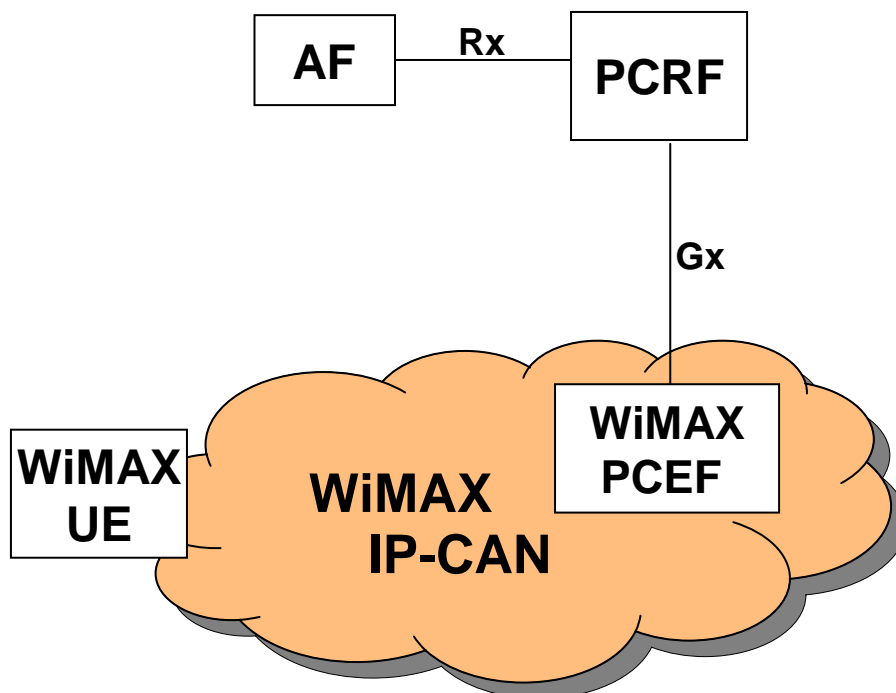 AF
Rx
PCRF
Gx
WiMAX
PCEF
WiMAX
UE
WiMAX
IP-CAN